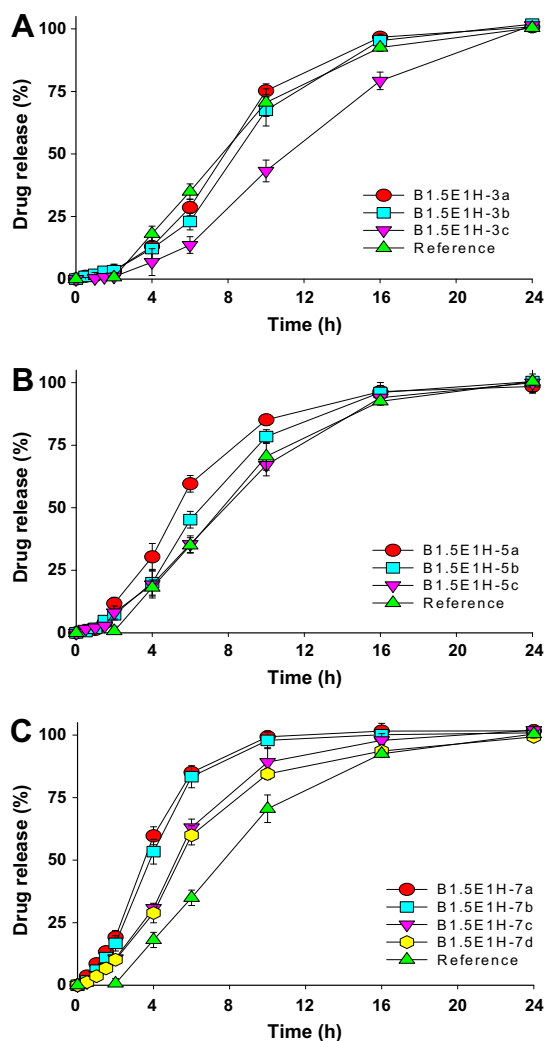 A
Drug release (%)
100
75
50
25
0
B1.5E1H-3a
B1.5E1H-3b
B1.5E1H-3c
Reference
0 4 8 12 16 20 24
Time (h)
B
Drug release (%)
100
75
50
25
0
B1.5E1H-5a
B1.5E1H-5b
B1.5E1H-5c
Reference
0 4 8 12 16 20 24
Time (h)
C
Drug release (%)
100
75
50
25
0
B1.5E1H-7a
B1.5E1H-7b
B1.5E1H-7c
B1.5E1H-7d
Reference
0 4 8 12 16 20 24
Time (h)